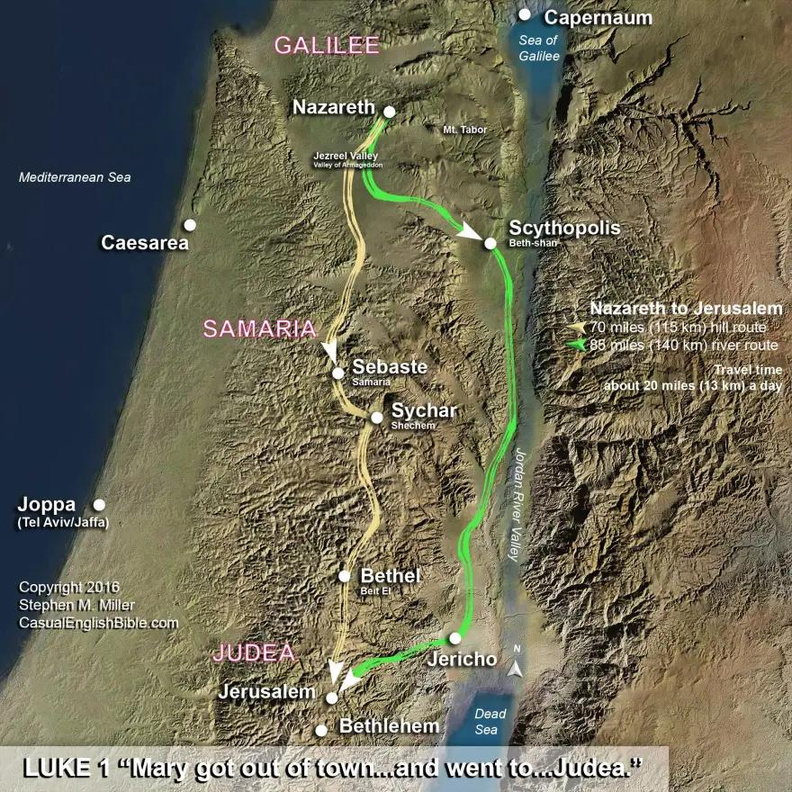 Capernaum
Sea of
Galilee
GALILEE
Nazareth
Mt. Tabor
Jezreel Valley
Valley of Armageddon
Mediterranean Sea
Scythopolis
Beth-shan
Caesarea
Nazareth to Jerusalem
70 miles (115 km) hill route
85 miles (140 km) river route
SAMARIA
Travel time
about 20 miles (13 km) a day
Sebaste
Samaria
Sychar
Shechem
Jordan River Valley
Joppa
(Tel Aviv/Jaffa)
Bethel
Beit El
Copyright 2016
Stephen M. Miller
CasualEnglishBible.com
JUDEA
Jericho
N
Jerusalem
Dead
Sea
Bethlehem
LUKE 1 “Mary got out of town...and went to...Judea.”